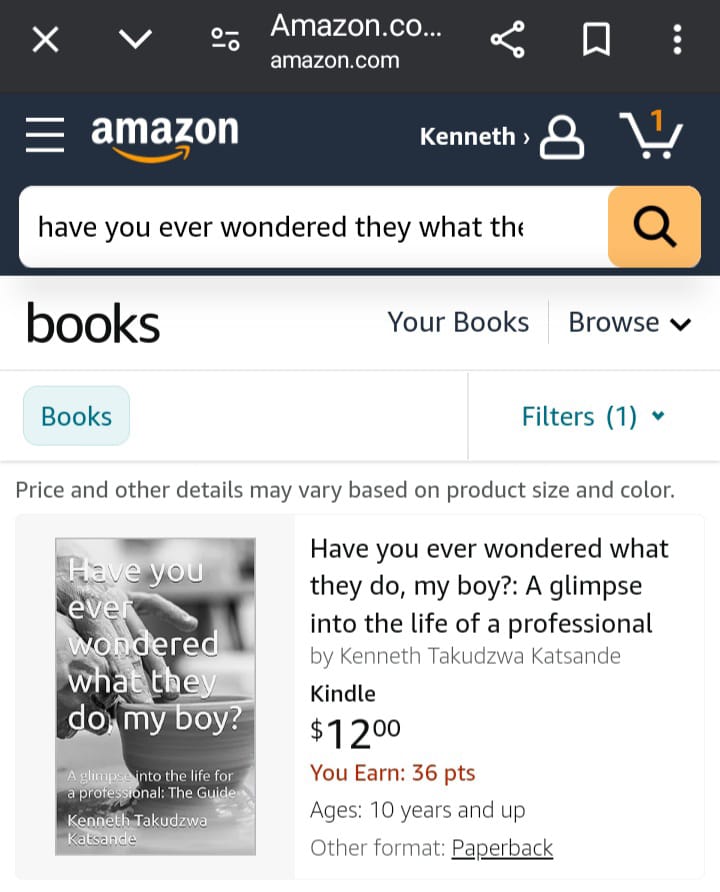 Amazon.co...
amazon.com
amazon
Kenneth ›
1
have you ever wondered they what the
books
Your Books
Browse
Books
Filters (1)
Price and other details may vary based on product size and color.
Have you
ever
wondered
what they
do, my boy?
A glimpse into the life for
a professional: The Guide
Kenneth Takudzwa
Katsande
Have you ever wondered what
they do, my boy?: A glimpse
into the life of a professional
by Kenneth Takudzwa Katsande
Kindle
$1200
You Earn: 36 pts
Ages: 10 years and up
Other format: Paperback